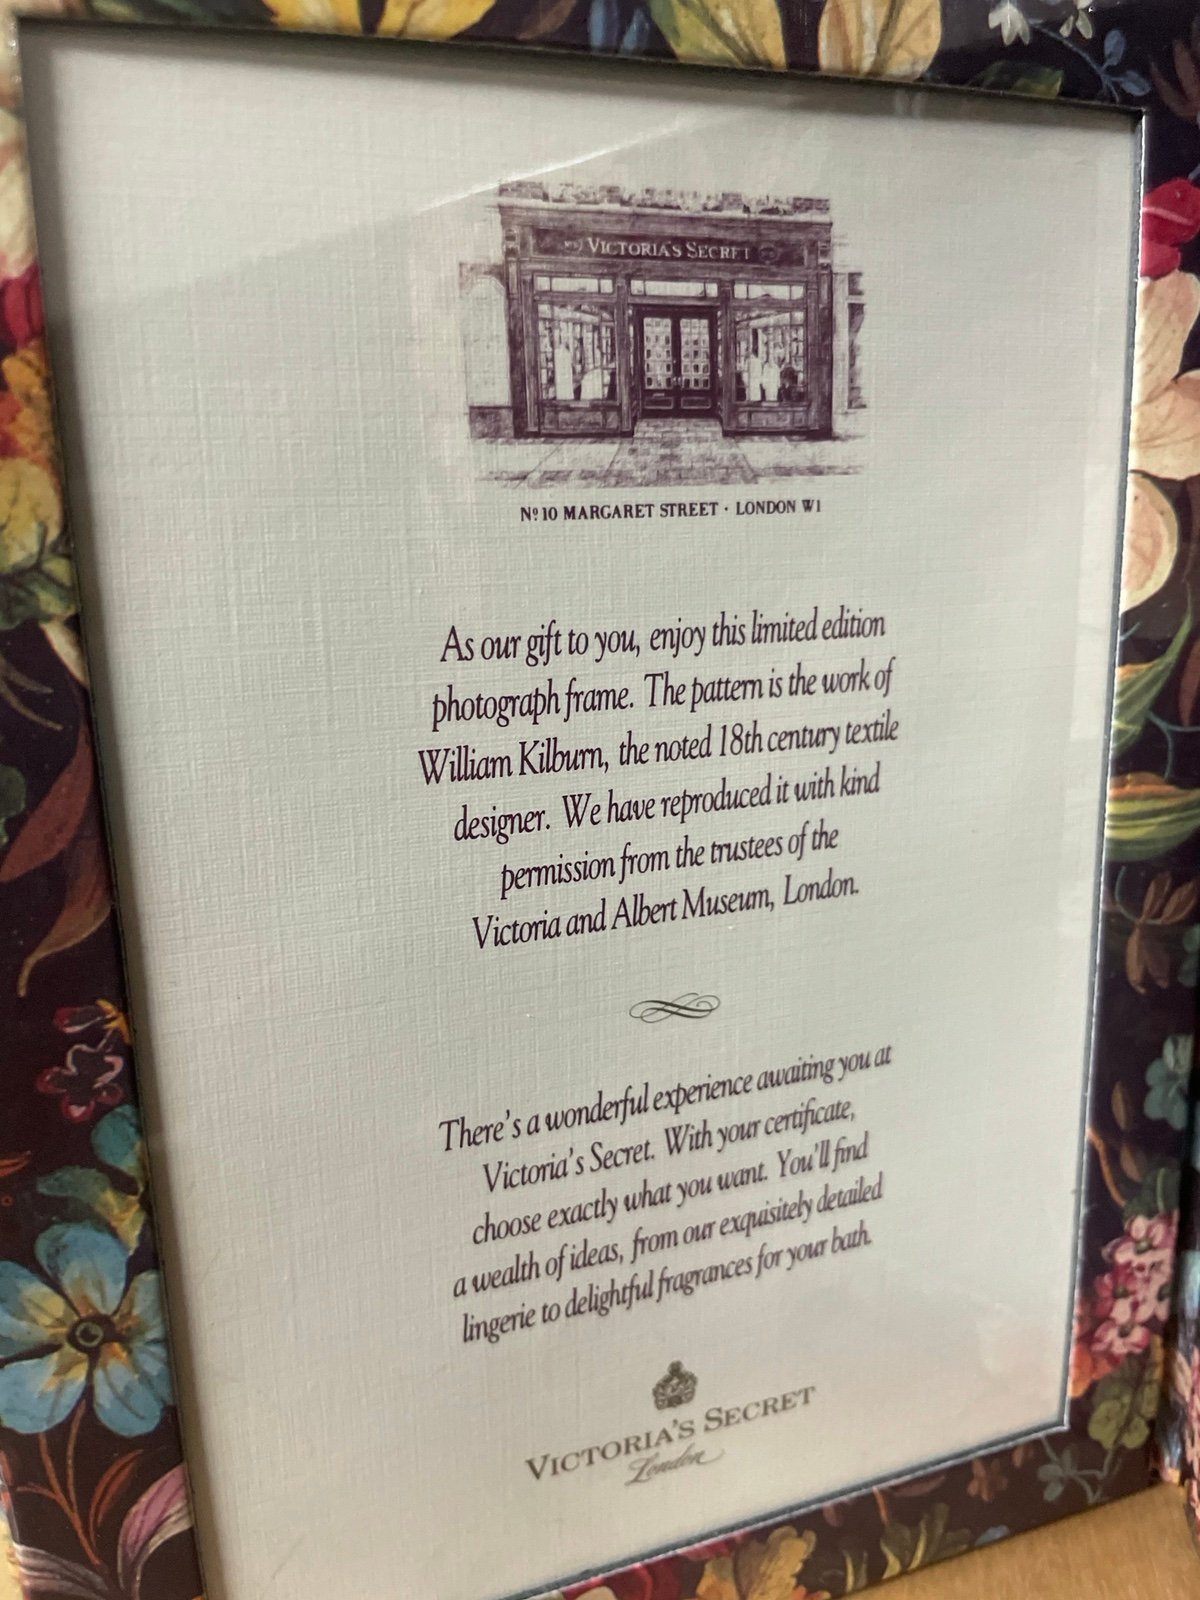 VICTORIA'S SECRET
Nº 10 MARGARET STREET · LONDON W1
As our gift to you, enjoy this limited edition
photograph frame. The pattern is the work of
William Kilburn, the noted 18th century textile
designer. We have reproduced it with kind
permission from the trustees of the
Victoria and Albert Museum, London.
There's a wonderful experience awaiting you at
Victoria's Secret. With your certificate,
choose exactly what you want. You'll find
a wealth of ideas, from our exquisitely detailed
lingerie to delightful fragrances for your bath.
VICTORIA'S SECRET
London